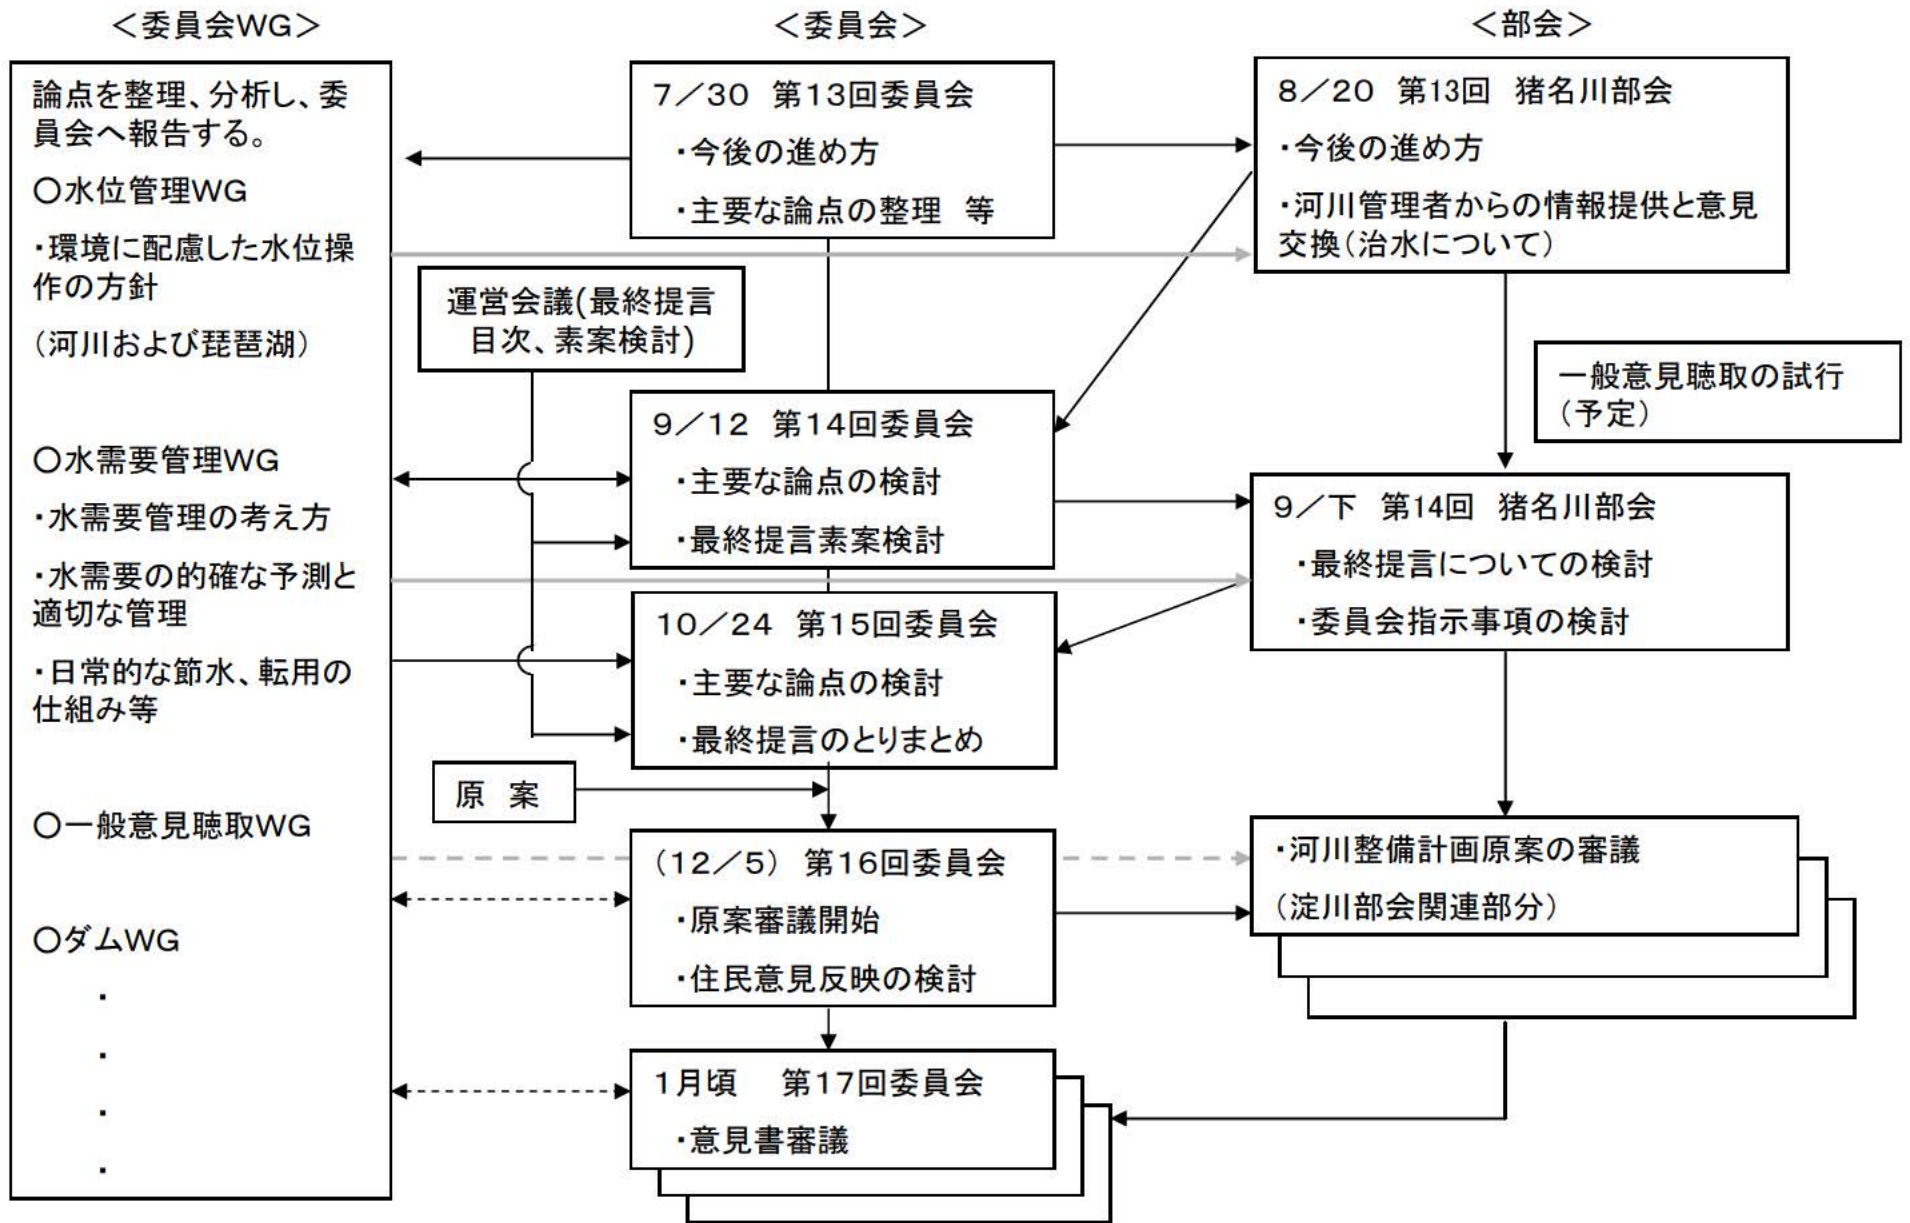 ＜委員会WG＞
論点を整理、分析し、委
員会へ報告する。
○水位管理WG
・環境に配慮した水位操
作の方針
（河川および琵琶湖）
○水需要管理WG
・水需要管理の考え方
・水需要の的確な予測と
適切な管理
・日常的な節水、転用の
仕組み等
○一般意見聴取WG
○ダムWG
・
・
・
・
＜委員会＞
7／30 第13回委員会
・今後の進め方
・主要な論点の整理 等
運営会議(最終提言
目次、素案検討)
9／12 第14回委員会
・主要な論点の検討
・最終提言素案検討
10／24 第15回委員会
・主要な論点の検討
・最終提言のとりまとめ
原 案
（12／5） 第16回委員会
・原案審議開始
・住民意見反映の検討
1月頃 第17回委員会
・意見書審議
＜部会＞
8／20 第13回 猪名川部会
・今後の進め方
・河川管理者からの情報提供と意見
交換（治水について）
一般意見聴取の試行
（予定）
9／下 第14回 猪名川部会
・最終提言についての検討
・委員会指示事項の検討
・河川整備計画原案の審議
（淀川部会関連部分）